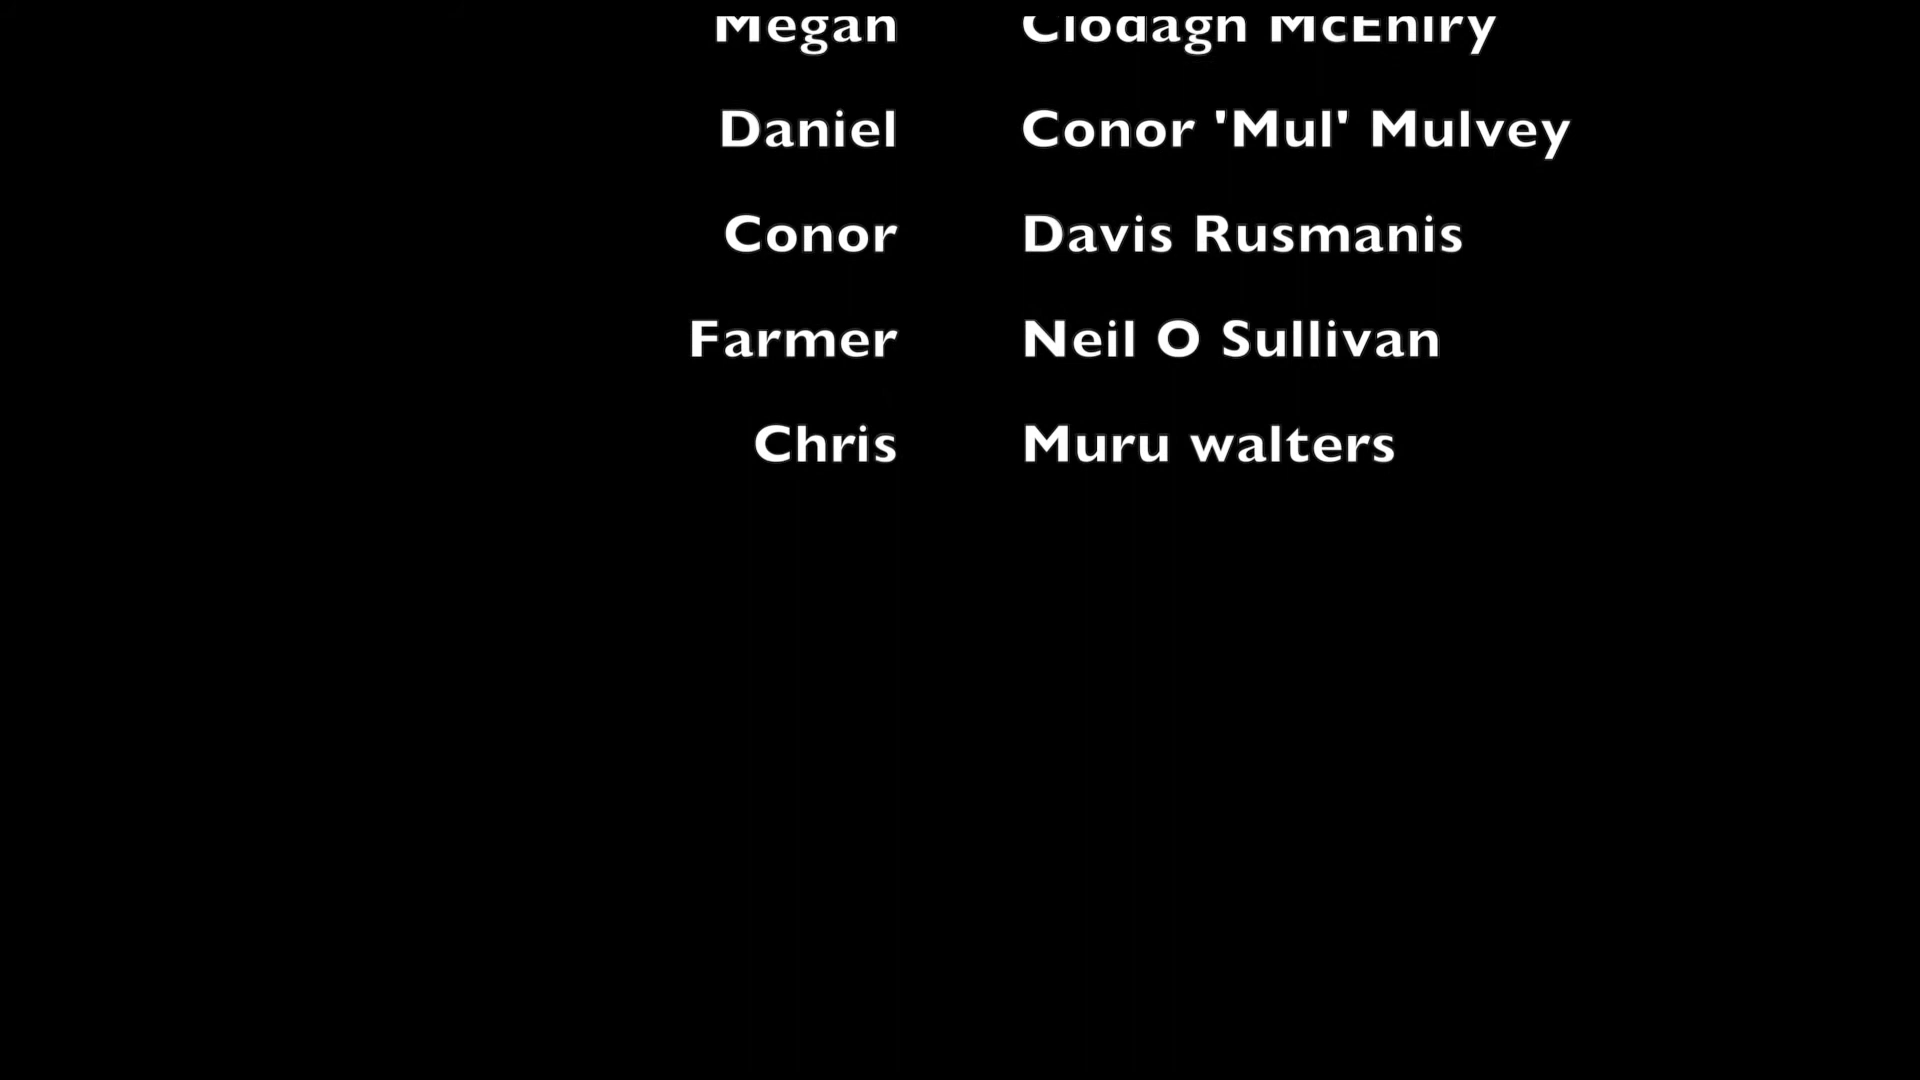 Megan Clodagh McEniry
Daniel Conor 'Mul' Mulvey
Conor Davis Rusmanis
Farmer Neil O Sullivan
Chris Muru walters